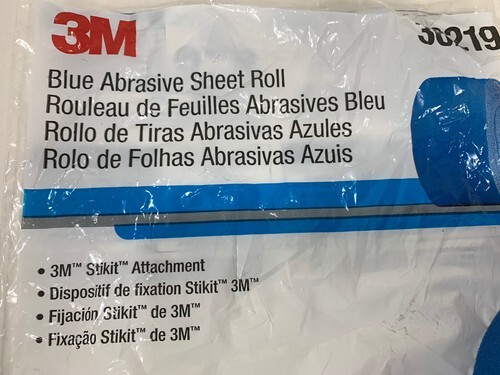 3M
36219
Blue Abrasive Sheet Roll
Rouleau de Feuilles Abrasives Bleu
Rollo de Tiras Abrasivas Azules
Rolo de Folhas Abrasivas Azuis
• 3M™ Stikit™ Attachment
• Dispositif de fixation Stikit™ 3M™
• Fijación Stikit™ de 3M™
• Fixação Stikit™ de 3M™